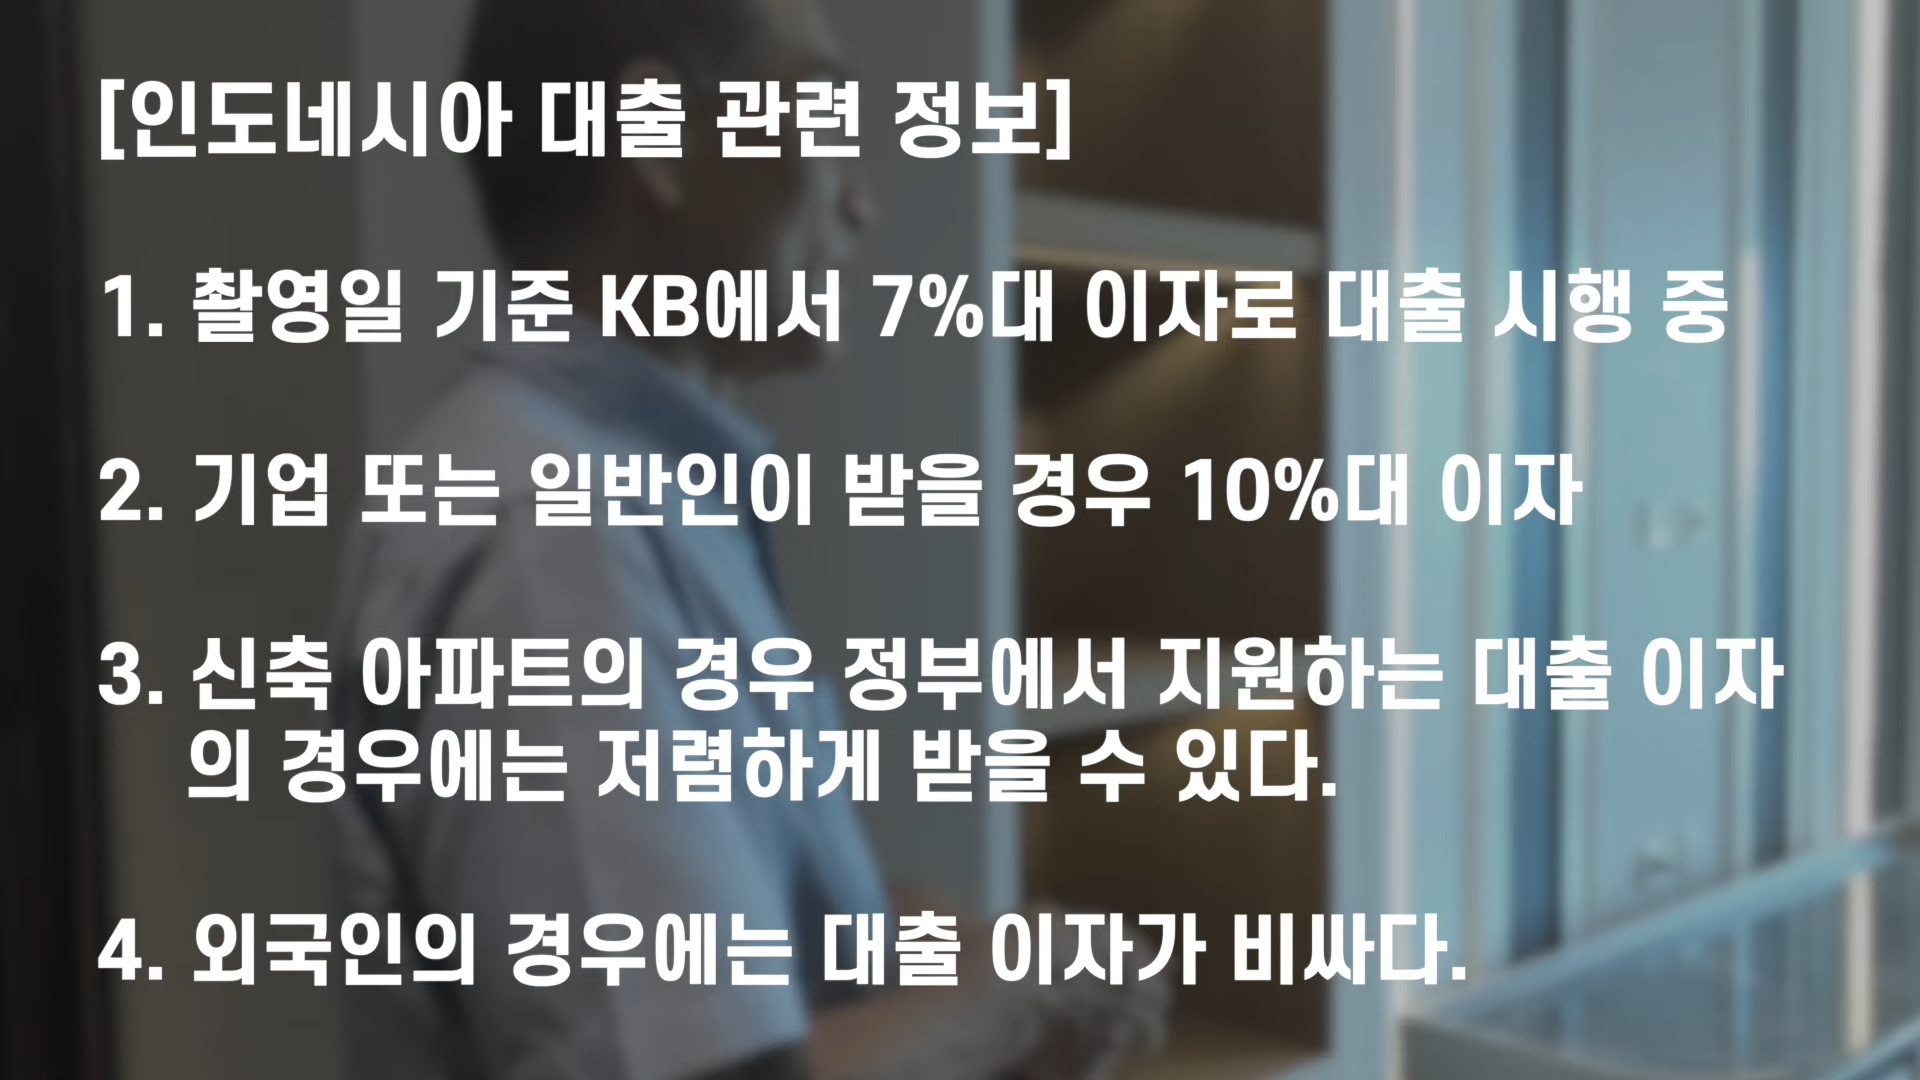 [인도네시아 대출 관련 정보]
1. 촬영일 기준 KB에서 7%대 이자로 대출 시행 중
2. 기업 또는 일반인이 받을 경우 10%대 이자
3. 신축 아파트의 경우 정부에서 지원하는 대출 이자
의 경우에는 저렴하게 받을 수 있다.
4. 외국인의 경우에는 대출 이자가 비싸다.